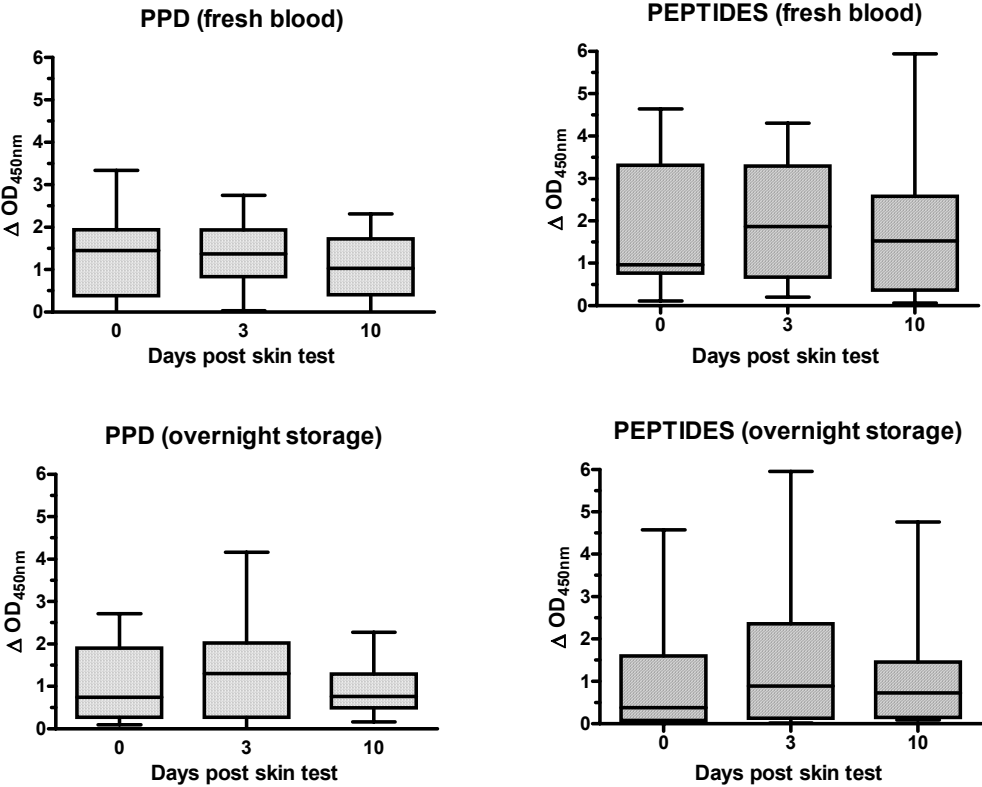 PPD (fresh blood)
6
5
4
3
2
1
0
Δ OD450nm
0 3 10
Days post skin test
PEPTIDES (fresh blood)
6
5
4
3
2
1
0
Δ OD450nm
0 3 10
Days post skin test
PPD (overnight storage)
6
5
4
3
2
1
0
Δ OD450nm
0 3 10
Days post skin test
PEPTIDES (overnight storage)
6
5
4
3
2
1
0
Δ OD450nm
0 3 10
Days post skin test